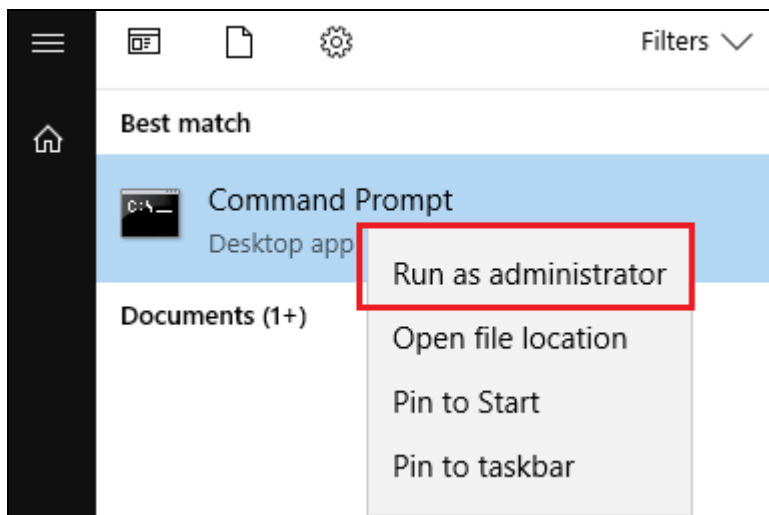 Filters
Best match
C:\_
Command Prompt
Desktop app
Run as administrator
Documents (1+)
Open file location
Pin to Start
Pin to taskbar